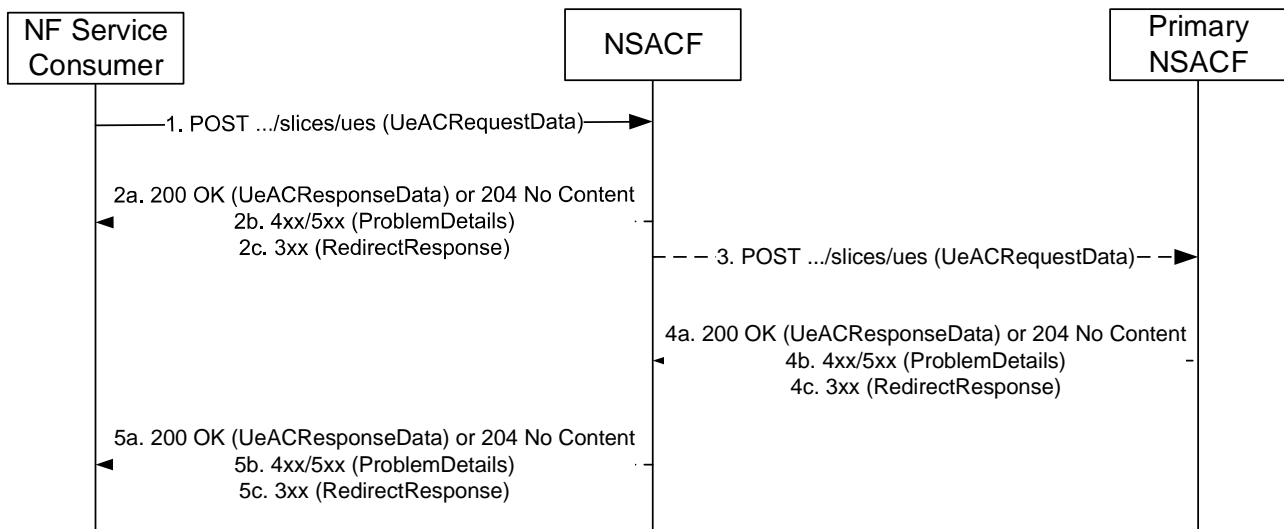 NF Service
Consumer
NSACF
Primary
NSACF
1. POST .../slices/ues (UeACRequestData)
2a. 200 OK (UeACResponseData) or 204 No Content
2b. 4xx/5xx (ProblemDetails)
2c. 3xx (RedirectResponse)
3. POST .../slices/ues (UeACRequestData)
4a. 200 OK (UeACResponseData) or 204 No Content
4b. 4xx/5xx (ProblemDetails)
4c. 3xx (RedirectResponse)
5a. 200 OK (UeACResponseData) or 204 No Content
5b. 4xx/5xx (ProblemDetails)
5c. 3xx (RedirectResponse)